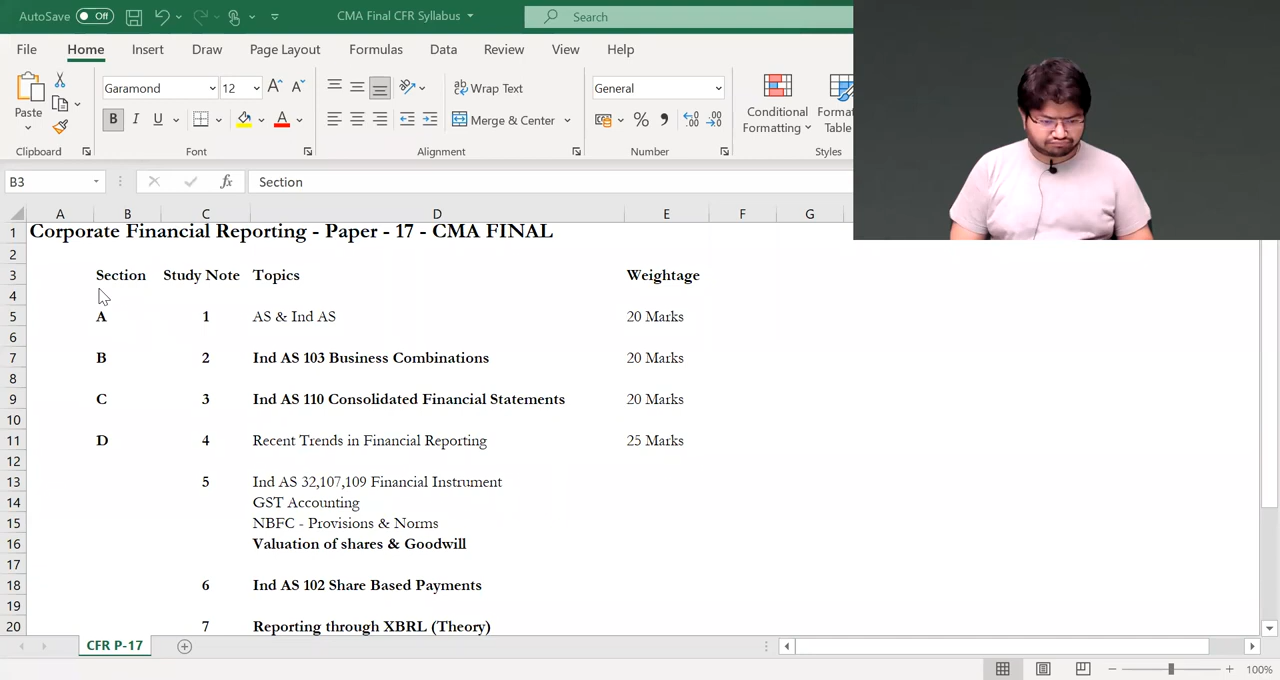 AutoSave Off CMA Final CFR Syllabus Search
File Home Insert Draw Page Layout Formulas Data Review View Help
Garamond 12 Wrap Text General
Paste B I U Merge & Center Conditional Formatting Format Table
Clipboard Font Alignment Number Styles
B3 fx Section
A B C D E F G
1 Corporate Financial Reporting - Paper - 17 - CMA FINAL
2
3 Section Study Note Topics Weightage
4
5 A 1 AS & Ind AS 20 Marks
6
7 B 2 Ind AS 103 Business Combinations 20 Marks
8
9 C 3 Ind AS 110 Consolidated Financial Statements 20 Marks
10
11 D 4 Recent Trends in Financial Reporting 25 Marks
12
13 5 Ind AS 32,107,109 Financial Instrument
14 GST Accounting
15 NBFC - Provisions & Norms
16 Valuation of shares & Goodwill
17
18 6 Ind AS 102 Share Based Payments
19
20 7 Reporting through XBRL (Theory)
CFR P-17
100%